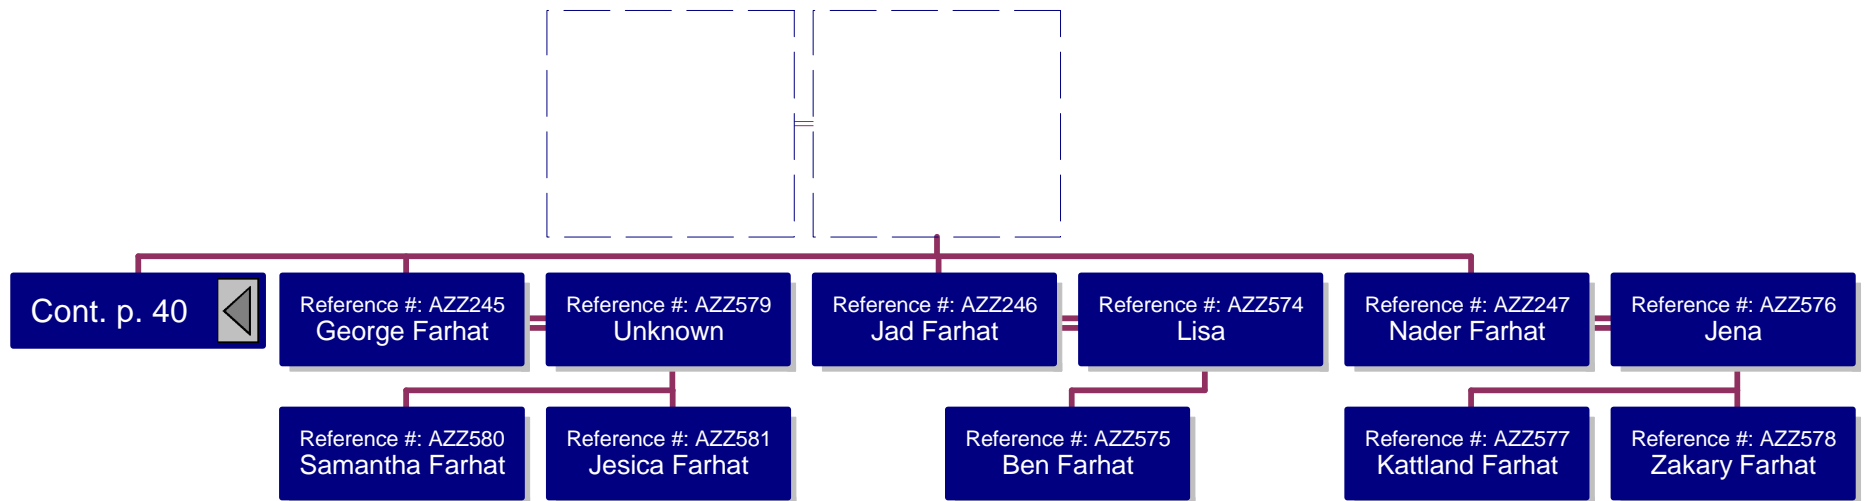 Cont. p. 40
Reference #: AZZ245
George Farhat
Reference #: AZZ579
Unknown
Reference #: AZZ246
Jad Farhat
Reference #: AZZ574
Lisa
Reference #: AZZ247
Nader Farhat
Reference #: AZZ576
Jena
Reference #: AZZ580
Samantha Farhat
Reference #: AZZ581
Jesica Farhat
Reference #: AZZ575
Ben Farhat
Reference #: AZZ577
Kattland Farhat
Reference #: AZZ578
Zakary Farhat